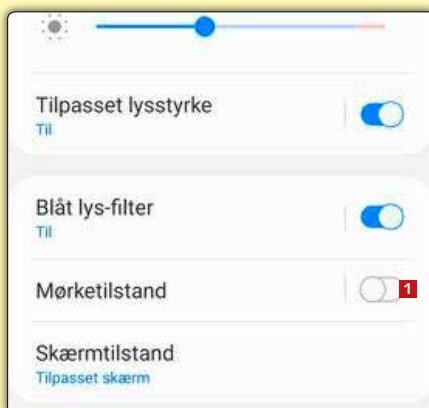 Tilpasset lysstyrke
Til
Blåt lys-filter
Til
Mørketilstand
1
Skærmtilstand
Tilpasset skærm